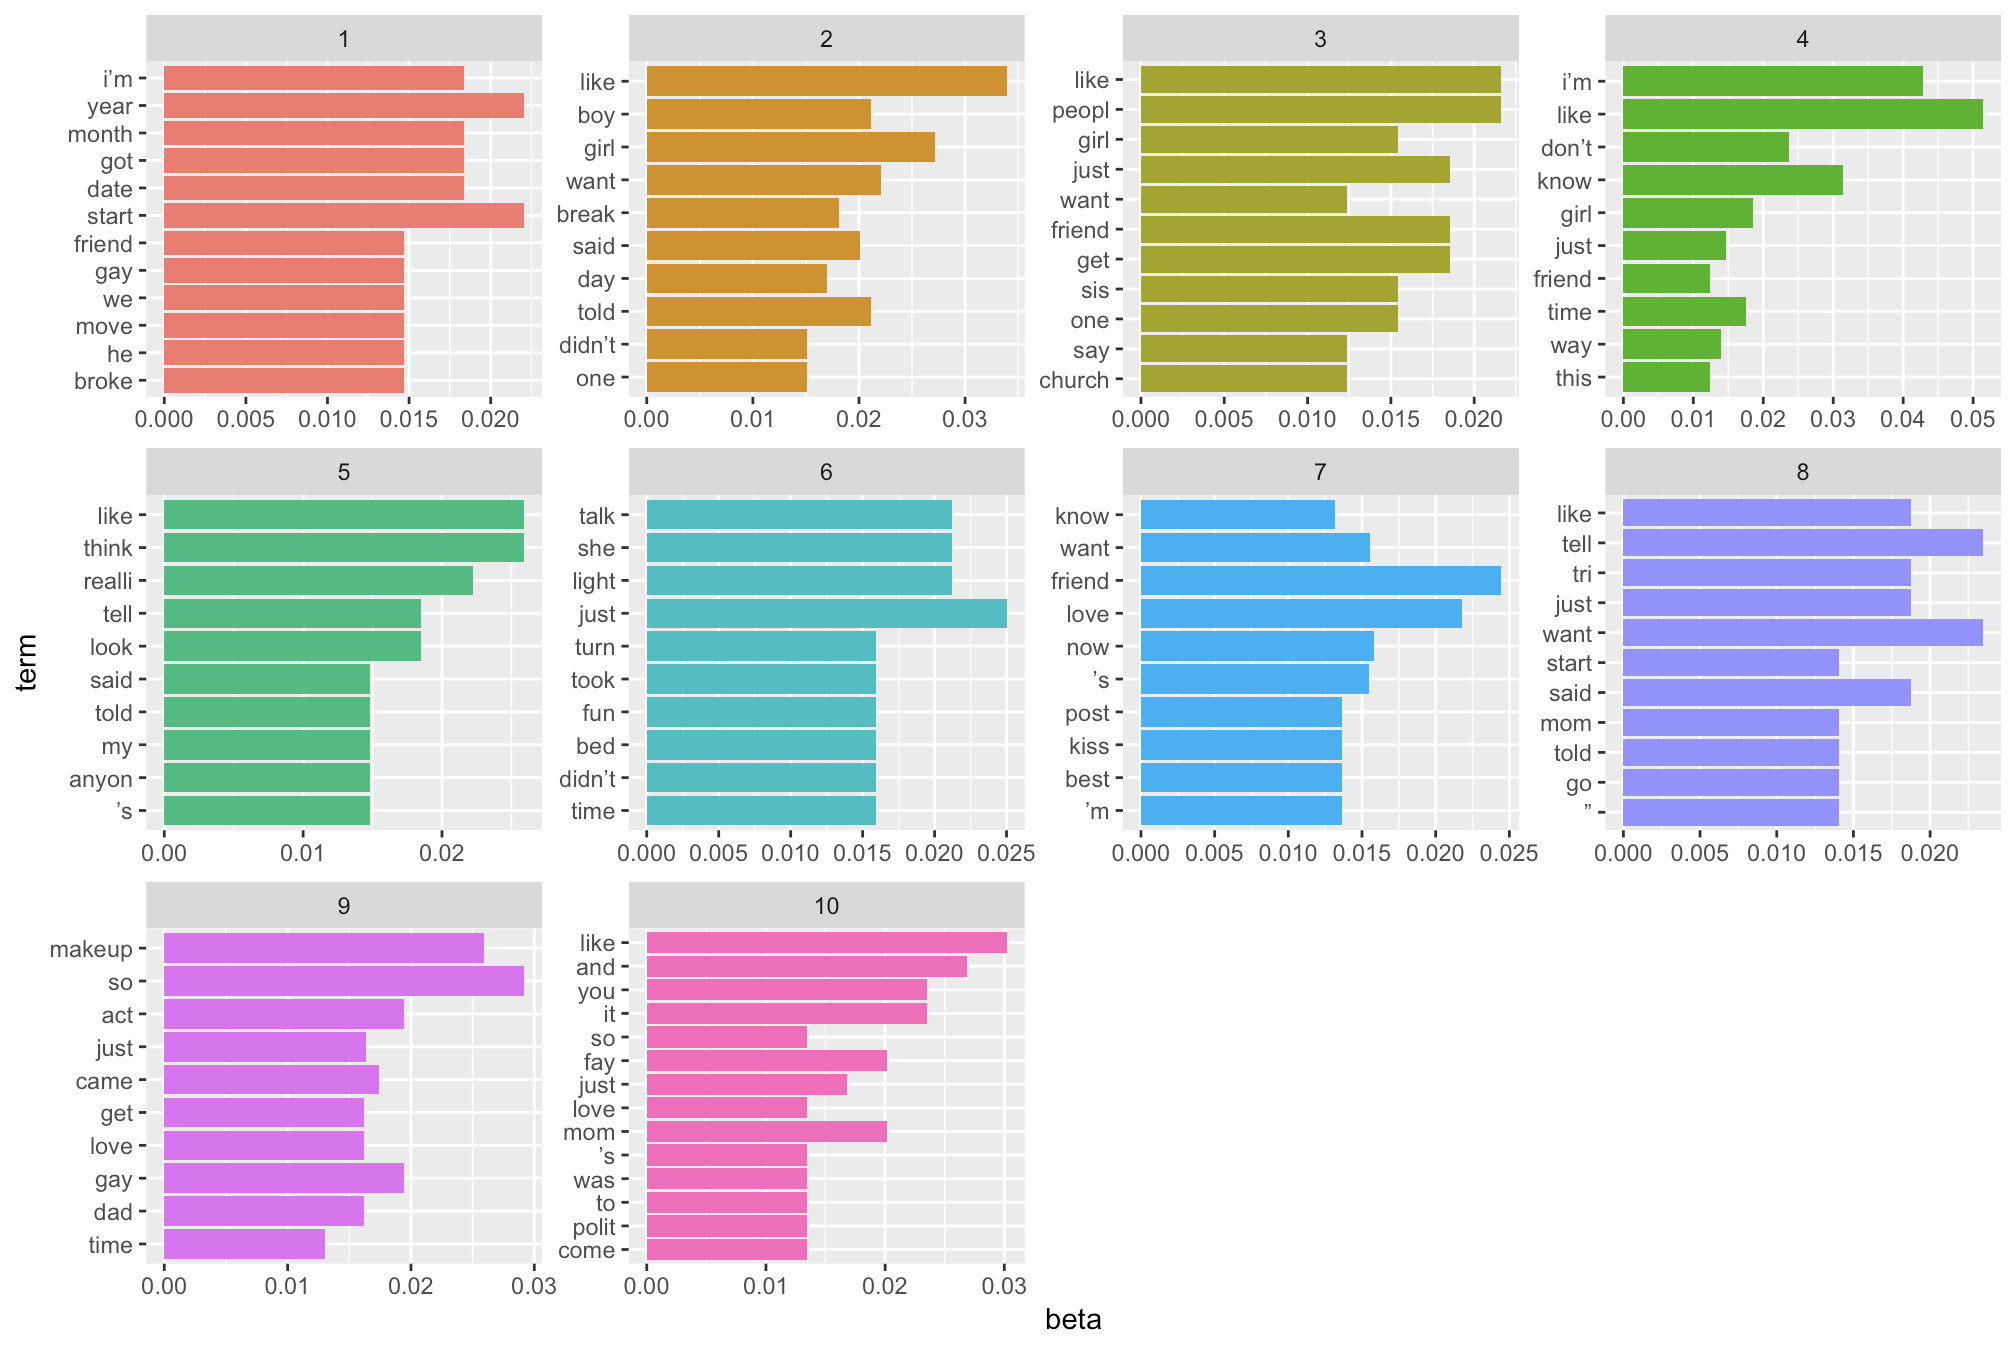 1
i’m
year
month
got
date
start
friend
gay
we
move
he
broke
0.000 0.005 0.010 0.015 0.020
2
like
boy
girl
want
break
said
day
told
didn’t
one
0.00 0.01 0.02 0.03
3
like
peopl
girl
just
want
friend
get
sis
one
say
church
0.000 0.005 0.010 0.015 0.020
4
i’m
like
don’t
know
girl
just
friend
time
way
this
0.00 0.01 0.02 0.03 0.04 0.05
5
like
think
realli
tell
look
said
told
my
anyon
’s
0.00 0.01 0.02
6
talk
she
light
just
turn
took
fun
bed
didn’t
time
0.000 0.005 0.010 0.015 0.020 0.025
7
know
want
friend
love
now
’s
post
kiss
best
’m
0.000 0.005 0.010 0.015 0.020 0.025
8
like
tell
tri
just
want
start
said
mom
told
go
”
0.000 0.005 0.010 0.015 0.020
9
makeup
so
act
just
came
get
love
gay
dad
time
0.00 0.01 0.02 0.03
10
like
and
you
it
so
fay
just
love
mom
’s
was
to
polit
come
0.00 0.01 0.02 0.03
term
beta